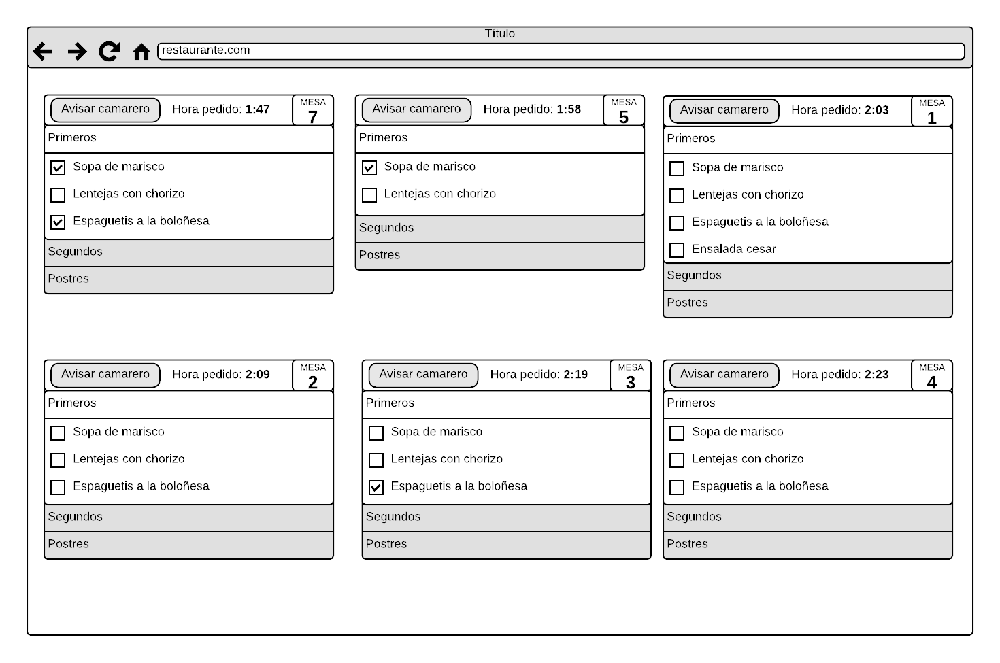 Título
restaurante.com
Avisar camarero Hora pedido: 1:47 MESA 7
Primeros
Sopa de marisco
Lentejas con chorizo
Espaguetis a la boloñesa
Segundos
Postres
Avisar camarero Hora pedido: 1:58 MESA 5
Primeros
Sopa de marisco
Lentejas con chorizo
Segundos
Postres
Avisar camarero Hora pedido: 2:03 MESA 1
Primeros
Sopa de marisco
Lentejas con chorizo
Espaguetis a la boloñesa
Ensalada cesar
Segundos
Postres
Avisar camarero Hora pedido: 2:09 MESA 2
Primeros
Sopa de marisco
Lentejas con chorizo
Espaguetis a la boloñesa
Segundos
Postres
Avisar camarero Hora pedido: 2:19 MESA 3
Primeros
Sopa de marisco
Lentejas con chorizo
Espaguetis a la boloñesa
Segundos
Postres
Avisar camarero Hora pedido: 2:23 MESA 4
Primeros
Sopa de marisco
Lentejas con chorizo
Espaguetis a la boloñesa
Segundos
Postres